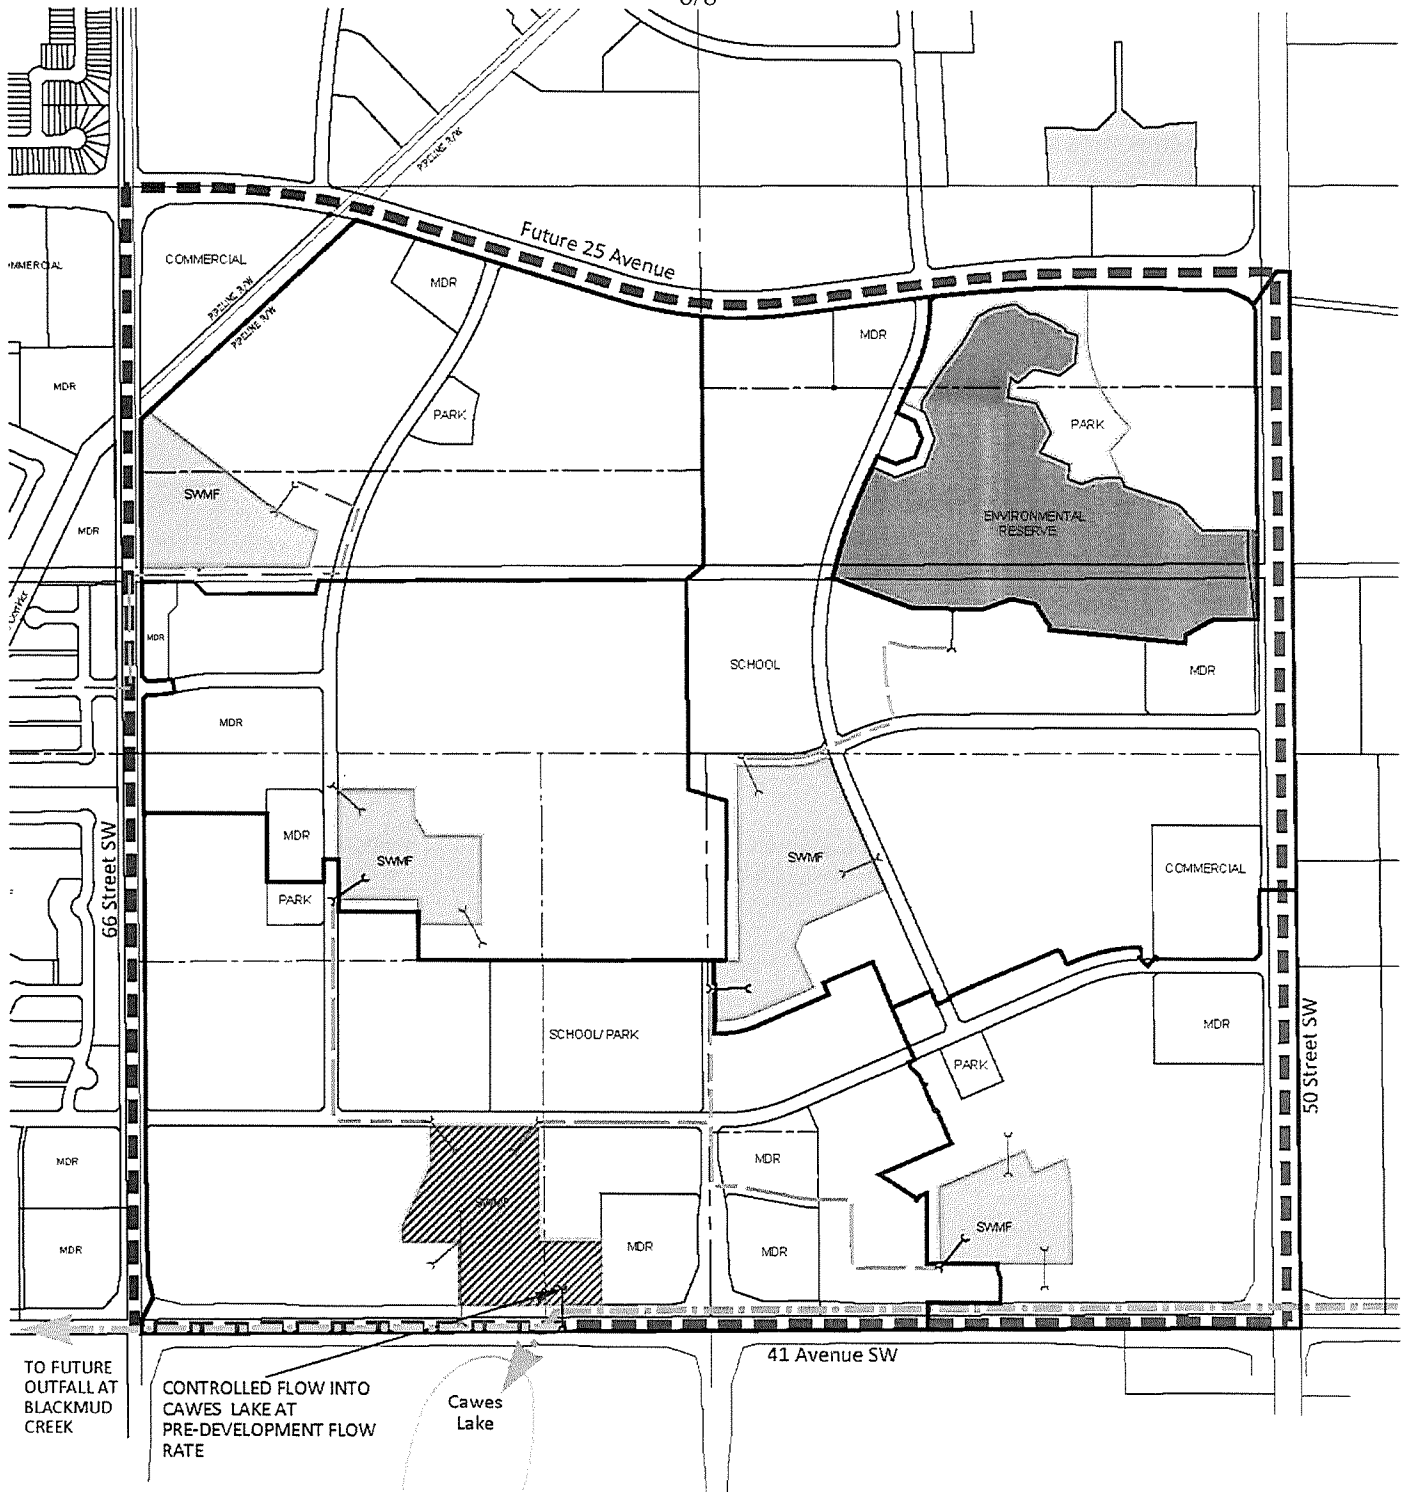 PIPELINE R/W
Future 25 Avenue
COMMERCIAL
MMERCIAL
MDR
PIPELINE R/W
PIPELINE R/W
MDR
MDR
PARK
PARK
SWMF
MDR
ENVIRONMENTAL
RESERVE
MDR
SCHOOL
MDR
MDR
66 Street SW
MDR
SWMF
SWMF
COMMERCIAL
PARK
SCHOOL/PARK
MDR
PARK
50 Street SW
MDR
MDR
SWMF
SWMF
MDR
MDR
MDR
41 Avenue SW
TO FUTURE
OUTFALL AT
BLACKMUD
CREEK
CONTROLLED FLOW INTO
CAWES LAKE AT
PRE-DEVELOPMENT FLOW
RATE
Cawes
Lake